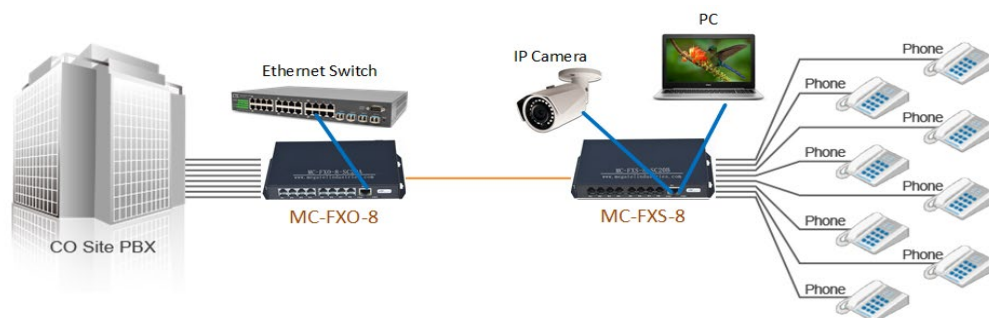 PC
IP Camera
Ethernet Switch
Phone
Phone
Phone
Phone
Phone
Phone
Phone
Phone
MC-FXO-8
MC-FXS-8
CO Site PBX